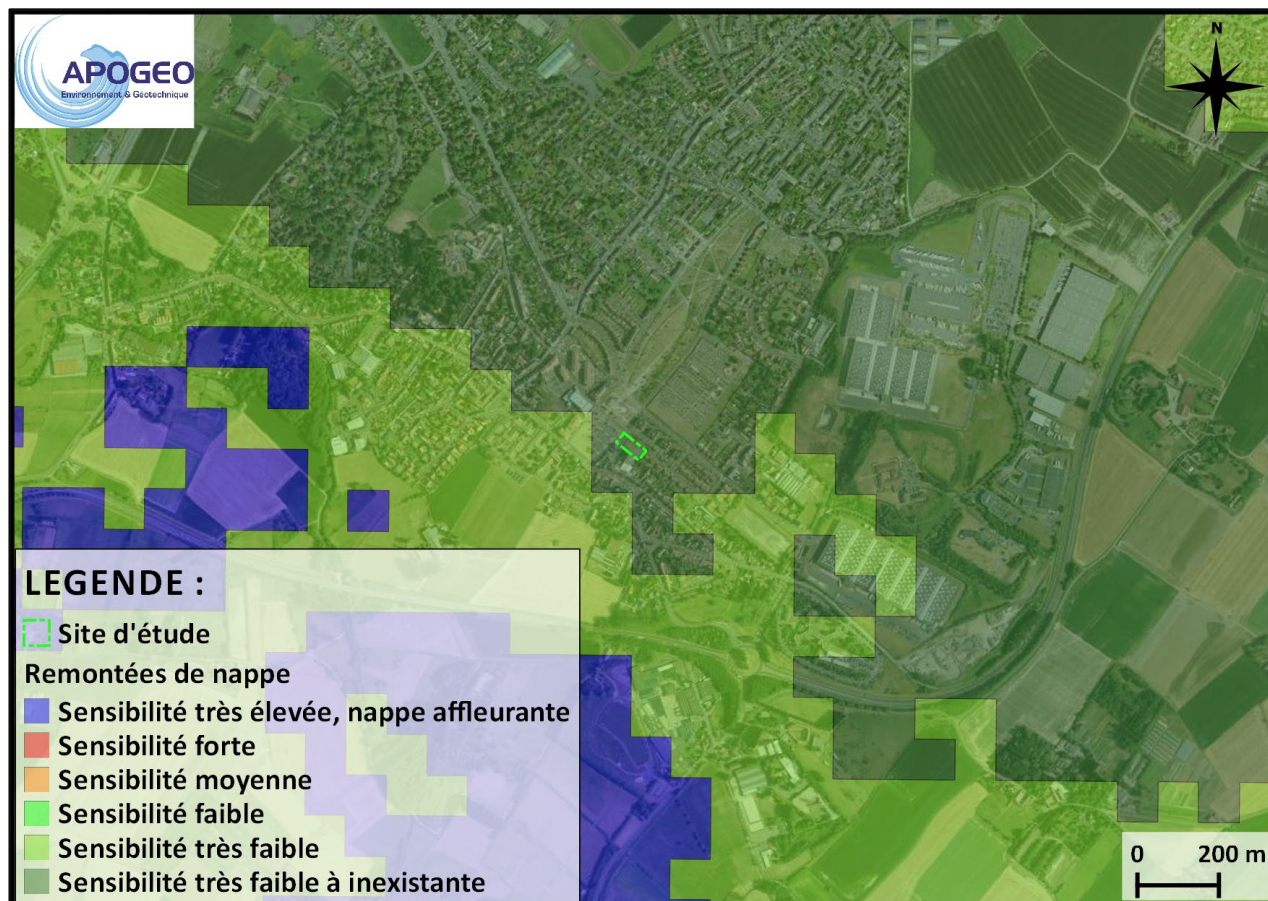 APOGEO
Environnement & Géotechnique
N
LEGENDE :
Site d'étude
Remontées de nappe
Sensibilité très élevée, nappe affleurante
Sensibilité forte
Sensibilité moyenne
Sensibilité faible
Sensibilité très faible
Sensibilité très faible à inexistante
0 200 m